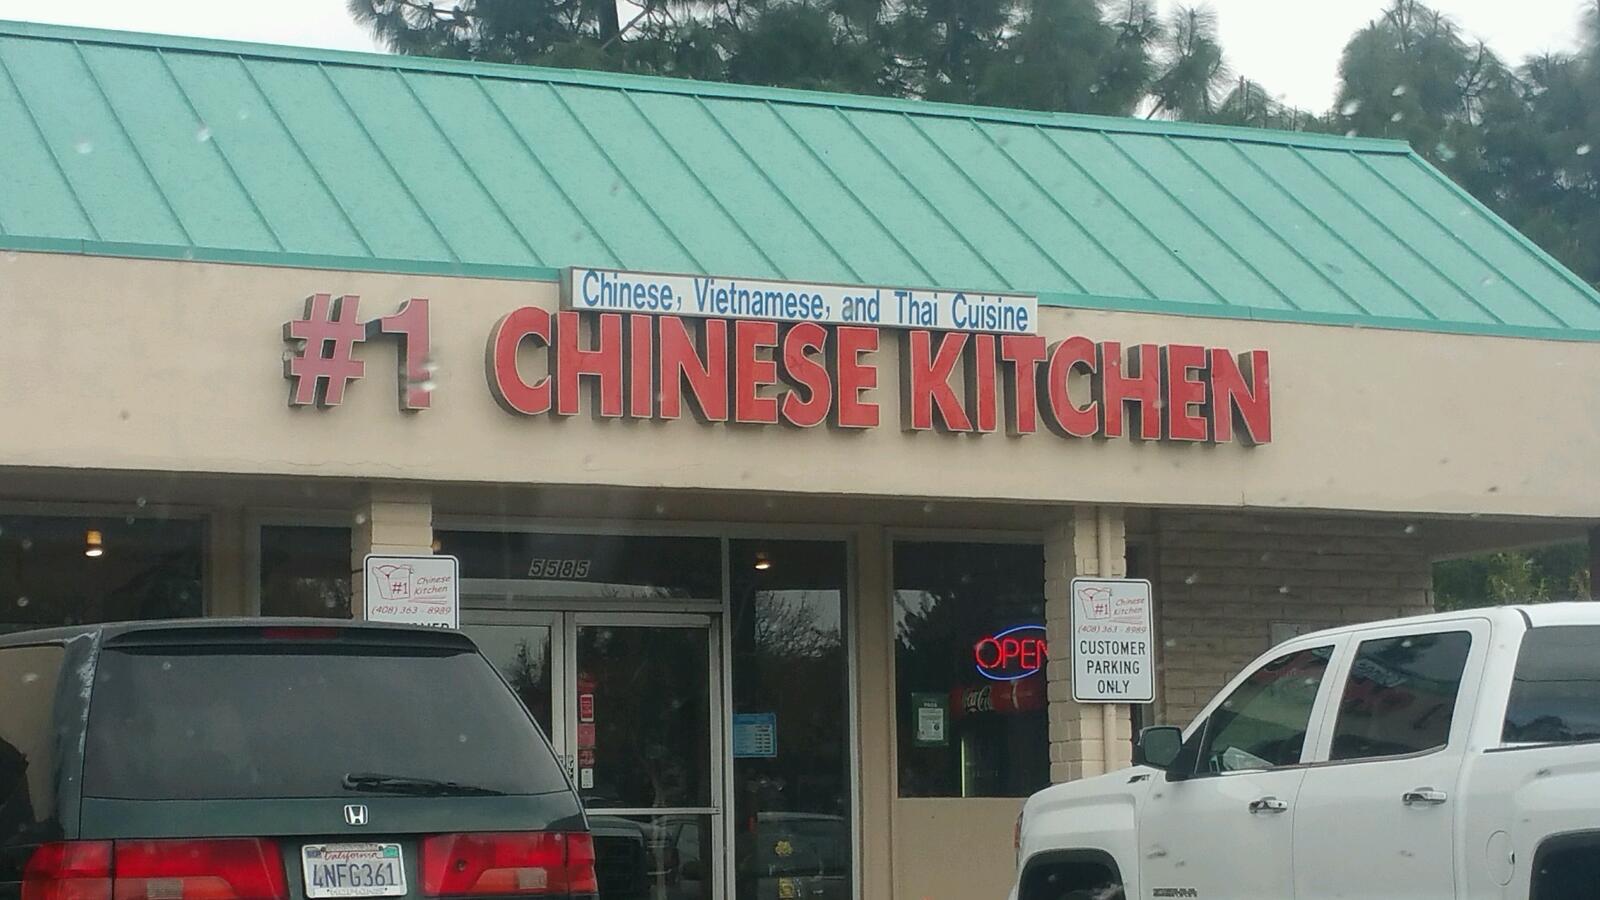 Chinese, Vietnamese, and Thai Cuisine
#1 CHINESE KITCHEN
5585
#1 Chinese
Kitchen
(408) 363 - 8989
OPEN
#1 Chinese
Kitchen
(408) 363 - 8989
CUSTOMER
PARKING
ONLY
California
4NFG361